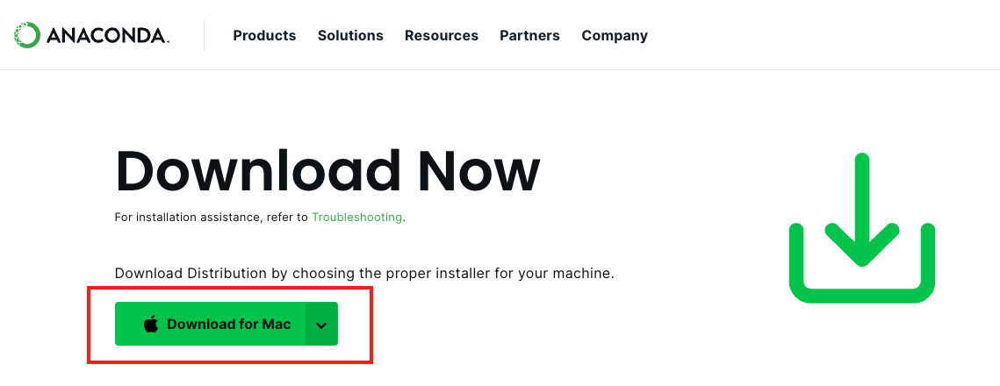 ANACONDA.
Products Solutions Resources Partners Company
Download Now
For installation assistance, refer to Troubleshooting.
Download Distribution by choosing the proper installer for your machine.
Download for Mac